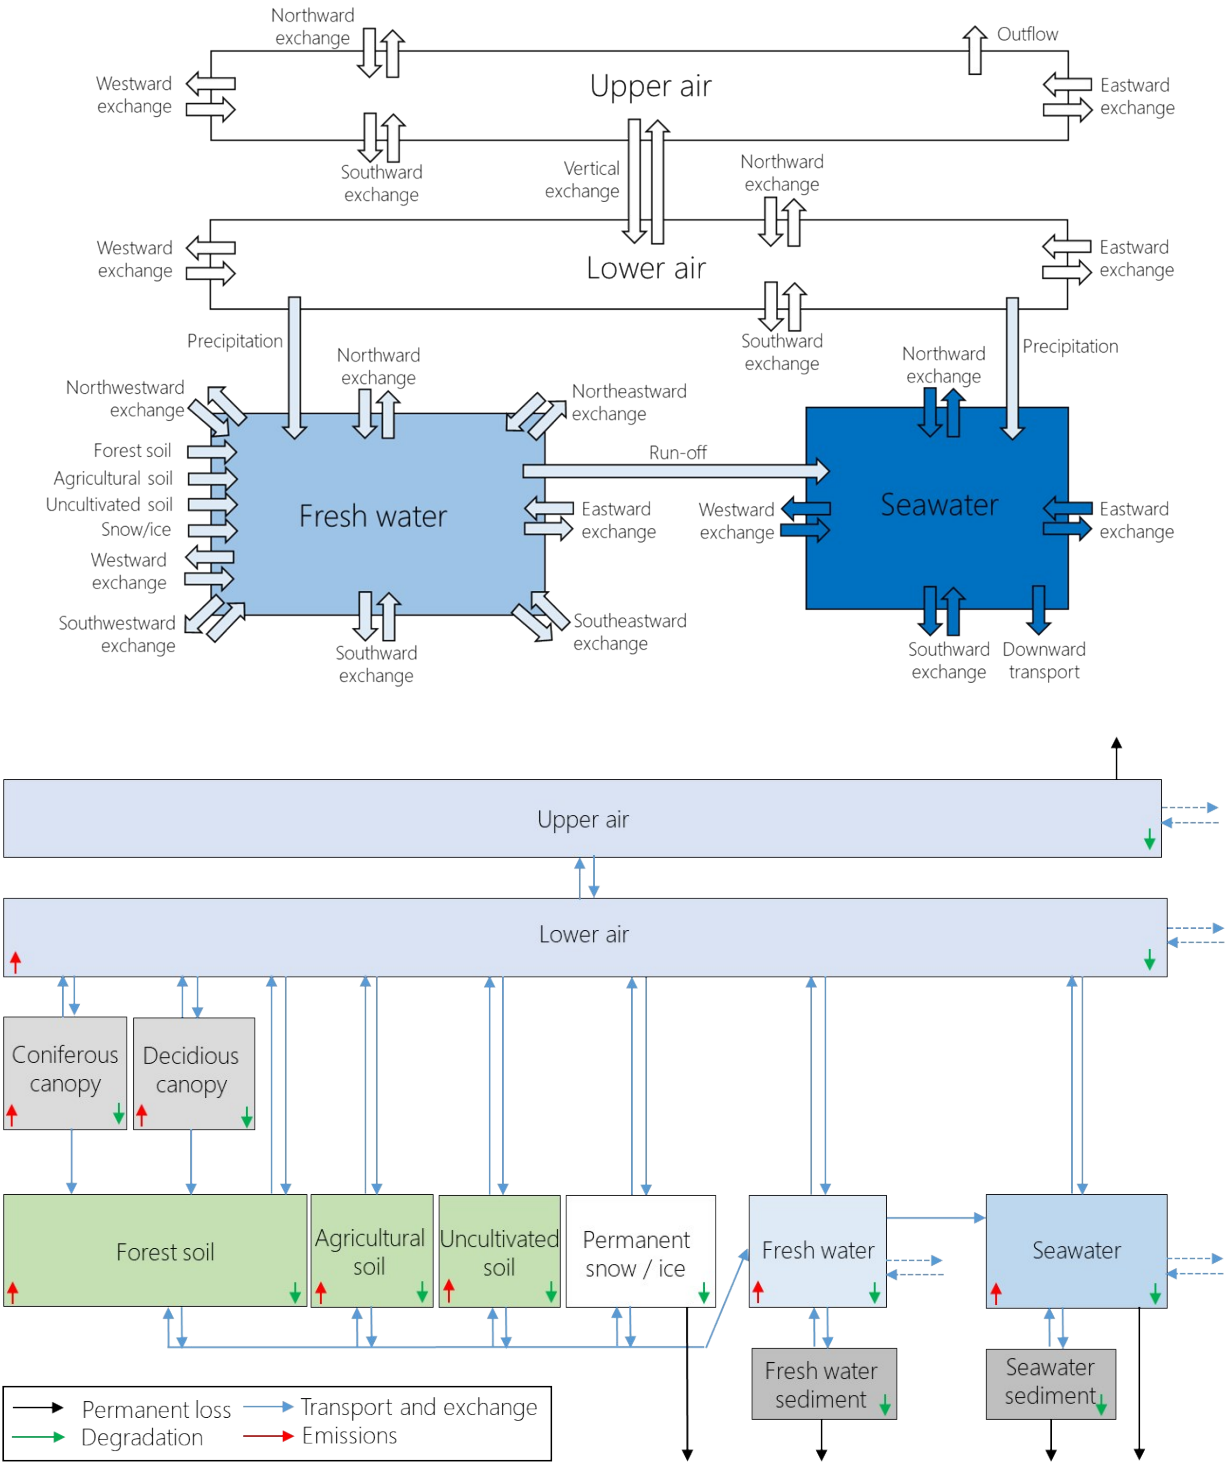 Northward
exchange
Outflow
Westward
exchange
Upper air
Eastward
exchange
Southward
exchange
Vertical
exchange
Northward
exchange
Westward
exchange
Lower air
Eastward
exchange
Precipitation
Southward
exchange
Precipitation
Northward
exchange
Northward
exchange
Northwestward
exchange
Northeastward
exchange
Forest soil
Agricultural soil
Uncultivated soil
Snow/ice
Westward
exchange
Fresh water
Run-off
Eastward
exchange
Westward
exchange
Seawater
Eastward
exchange
Southwestward
exchange
Southward
exchange
Southeastward
exchange
Southward
exchange
Downward
transport
Upper air
Lower air
Coniferous
canopy
Decidious
canopy
Forest soil
Agricultural
soil
Uncultivated
soil
Permanent
snow / ice
Fresh water
Seawater
Fresh water
sediment
Seawater
sediment
Permanent loss
Transport and exchange
Degradation
Emissions